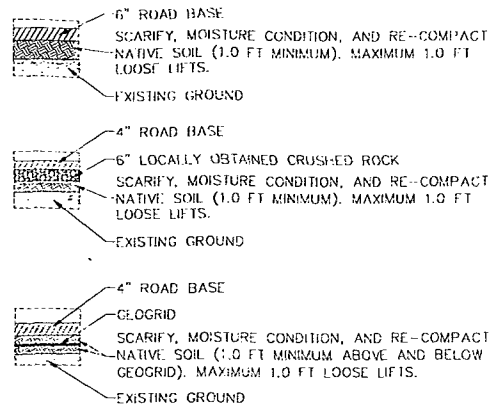 6" ROAD BASE
SCARIFY, MOISTURE CONDITION, AND RE-COMPACT
NATIVE SOIL (1.0 FT MINIMUM). MAXIMUM 1.0 FT
LOOSE LIFTS.
EXISTING GROUND
4" ROAD BASE
6" LOCALLY OBTAINED CRUSHED ROCK
SCARIFY, MOISTURE CONDITION, AND RE-COMPACT
NATIVE SOIL (1.0 FT MINIMUM). MAXIMUM 1.0 FT
LOOSE LIFTS.
EXISTING GROUND
4" ROAD BASE
GEOGRID
SCARIFY, MOISTURE CONDITION, AND RE-COMPACT
NATIVE SOIL (1.0 FT MINIMUM ABOVE AND BELOW
GEOGRID). MAXIMUM 1.0 FT LOOSE LIFTS.
EXISTING GROUND